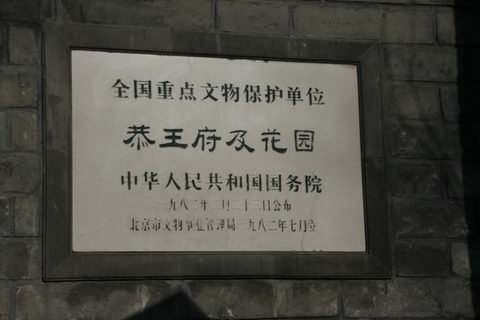 全国重点文物保护单位
恭王府及花园
中华人民共和国国务院
一九八二年二月二十三日公布
北京市文物事业管理局一九八二年七月立